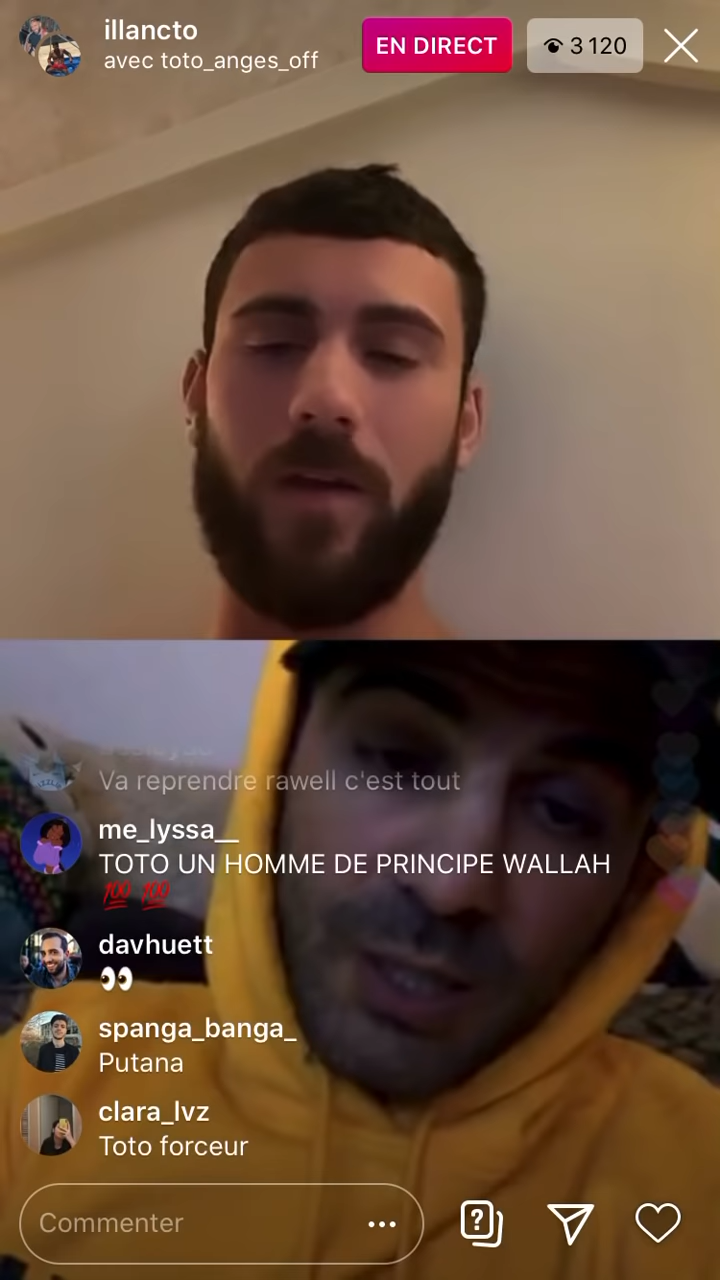 illancto
avec toto_anges_off
EN DIRECT
3 120
Va reprendre rawell c'est tout
me_lyssa__
TOTO UN HOMME DE PRINCIPE WALLAH
💯 💯
davhuett
👀
spanga_banga_
Putana
clara_lvz
Toto forceur
Commenter